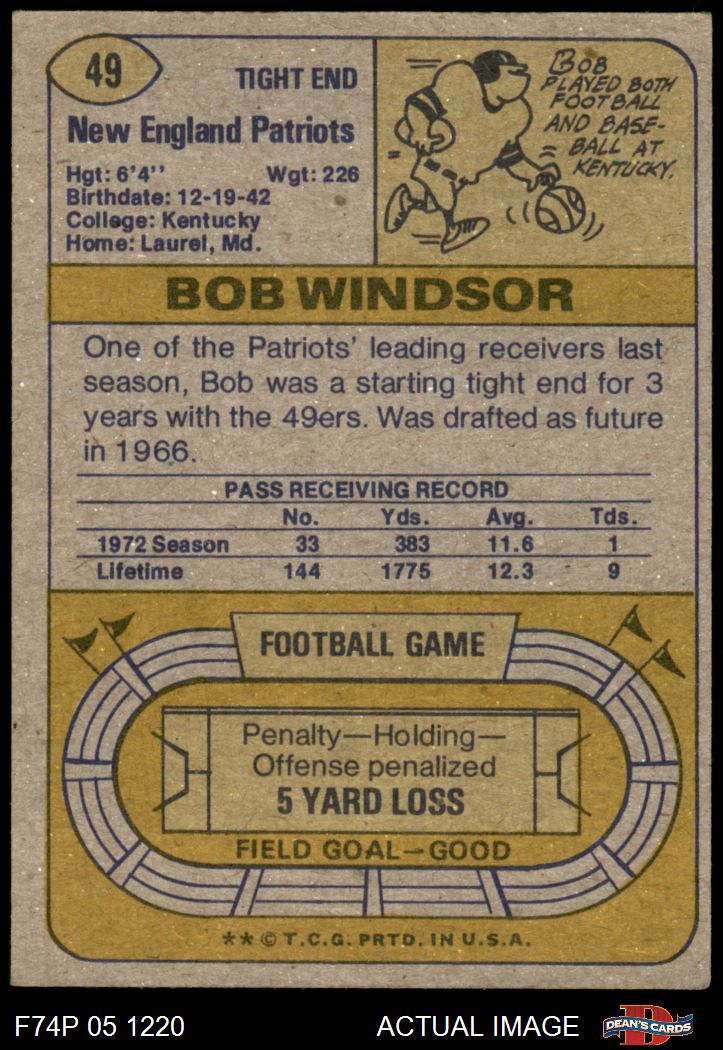 49
TIGHT END
New England Patriots
Hgt: 6'4'' Wgt: 226
Birthdate: 12-19-42
College: Kentucky
Home: Laurel, Md.
BOB
PLAYED BOTH
FOOTBALL
AND BASE-
BALL AT
KENTUCKY.
BOB WINDSOR
One of the Patriots' leading receivers last
season, Bob was a starting tight end for 3
years with the 49ers. Was drafted as future
in 1966.
PASS RECEIVING RECORD
No. Yds. Avg. Tds.
1972 Season 33 383 11.6 1
Lifetime 144 1775 12.3 9
FOOTBALL GAME
Penalty—Holding—
Offense penalized
5 YARD LOSS
FIELD GOAL—GOOD
** © T.C.G. PRTD. IN U.S.A.
F74P 05 1220 ACTUAL IMAGE
D
DEAN'S CARDS